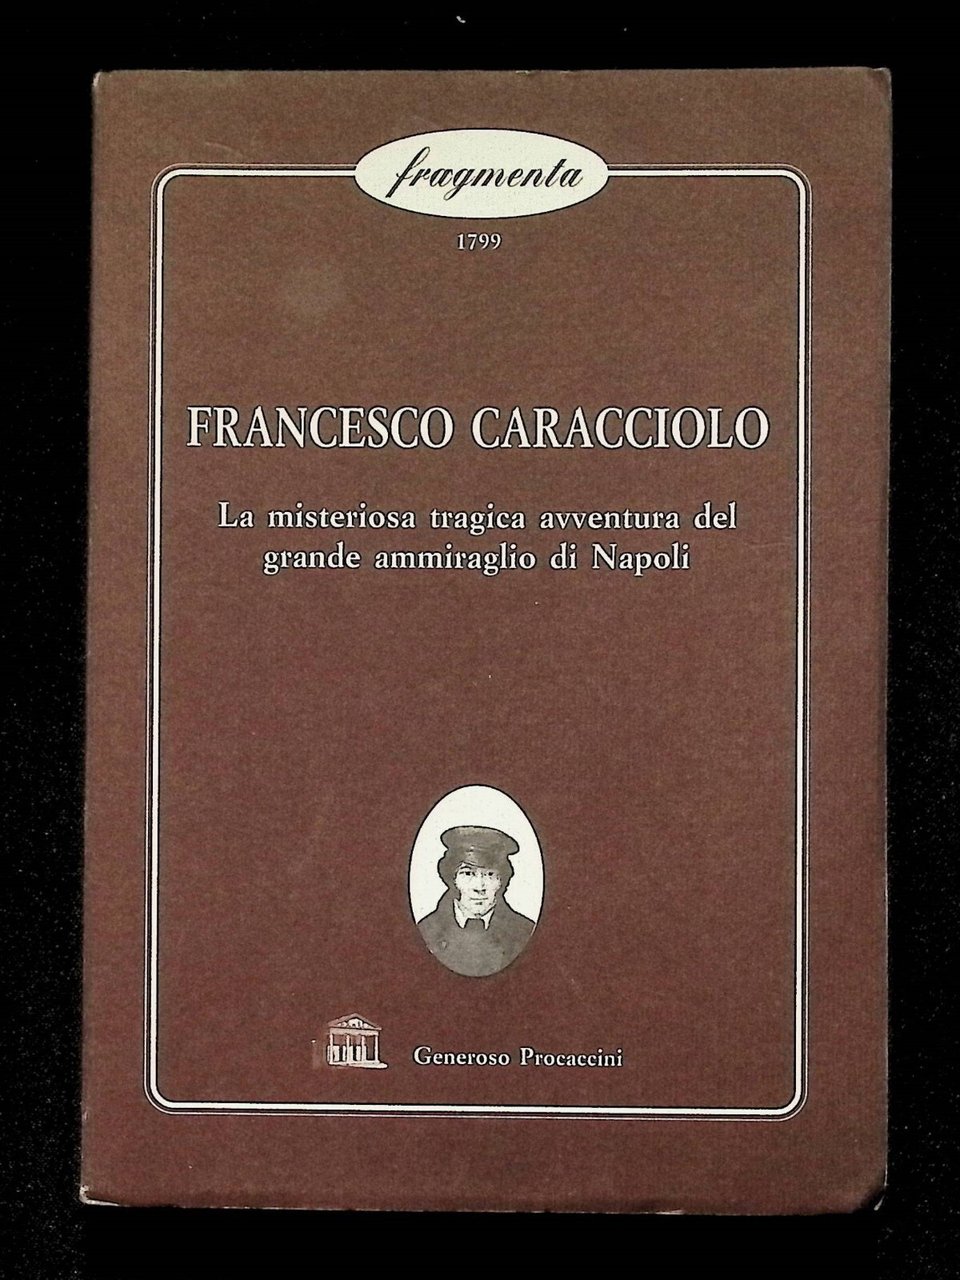 fragmenta
1799
FRANCESCO CARACCIOLO
La misteriosa tragica avventura del
grande ammiraglio di Napoli
Generoso Procaccini